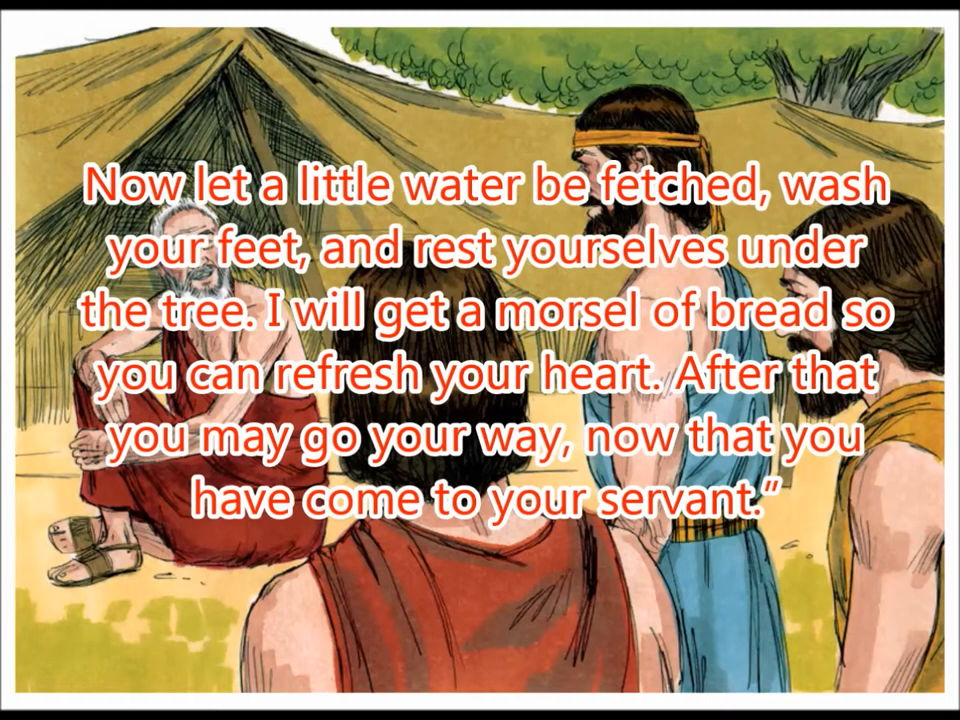 Now let a little water be fetched, wash
your feet, and rest yourselves under
the tree. I will get a morsel of bread so
you can refresh your heart. After that
you may go your way, now that you
have come to your servant.”